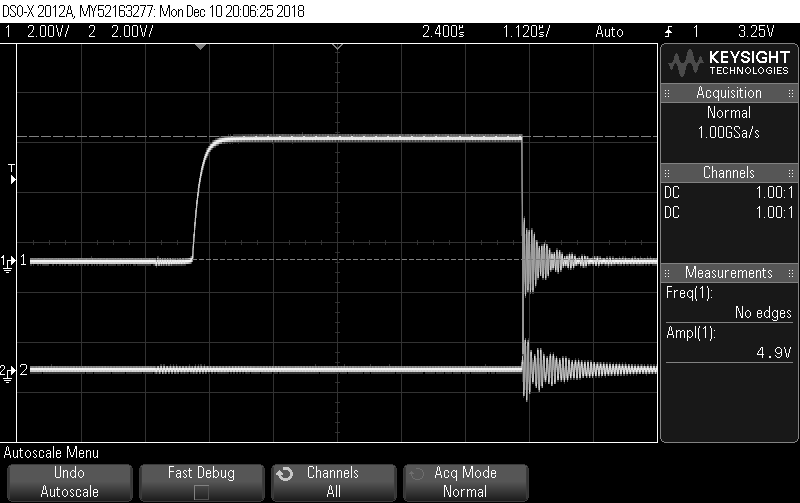 DSO-X 2012A, MY52163277: Mon Dec 10 20:06:25 2018
1 2.00V/ 2 2.00V/ 2.400s 1.120s/ Auto 1 3.25V
KEYSIGHT
TECHNOLOGIES
Acquisition
Normal
1.00GSa/s
Channels
DC 1.00:1
DC 1.00:1
Measurements
Freq(1):
No edges
Ampl(1):
4.9V
T
1 1
2 2
Autoscale Menu
Undo
Autoscale
Fast Debug
Channels
All
Acq Mode
Normal